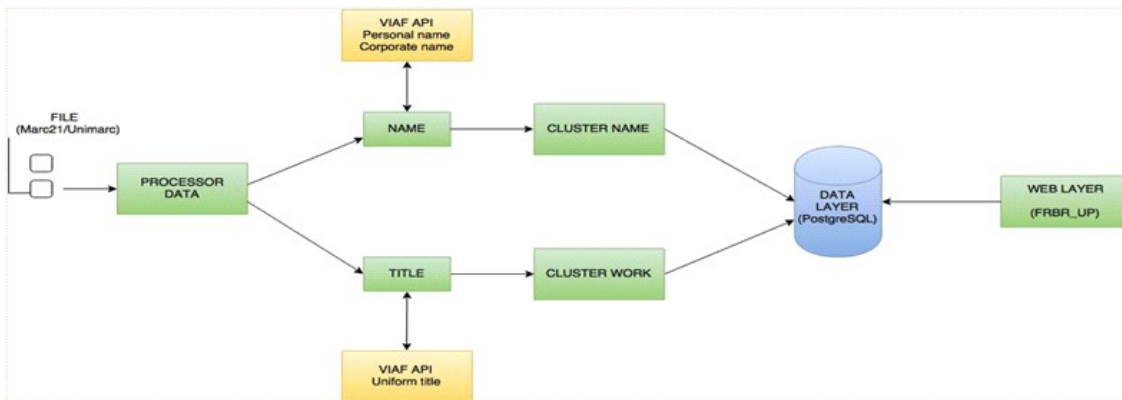 VIAF API
Personal name
Corporate name
FILE
(Marc21/Unimarc)
NAME
CLUSTER NAME
PROCESSOR
DATA
DATA
LAYER
(PostgreSQL)
WEB LAYER
(FRBR_UP)
TITLE
CLUSTER WORK
VIAF API
Uniform title